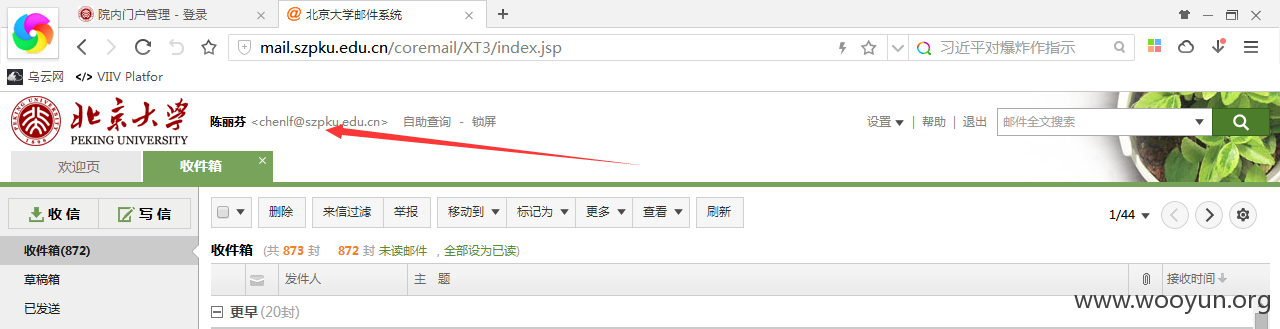 院内门户管理 - 登录
北京大学邮件系统
mail.szpku.edu.cn/coremail/XT3/index.jsp
习近平对爆炸作指示
乌云网
</> VIIV Platfor
北京大学
PEKING UNIVERSITY
陈丽芬 <chenlf@szpku.edu.cn> 自助查询 - 锁屏
设置 | 帮助 | 退出
邮件全文搜索
欢迎页
收件箱
收信
写信
删除
来信过滤
举报
移动到
标记为
更多
查看
刷新
1/44
收件箱(872)
草稿箱
已发送
收件箱 (共 873 封 872 封 未读邮件 , 全部设为已读)
发件人
主 题
接收时间
更早 (20封)
www.wooyun.org